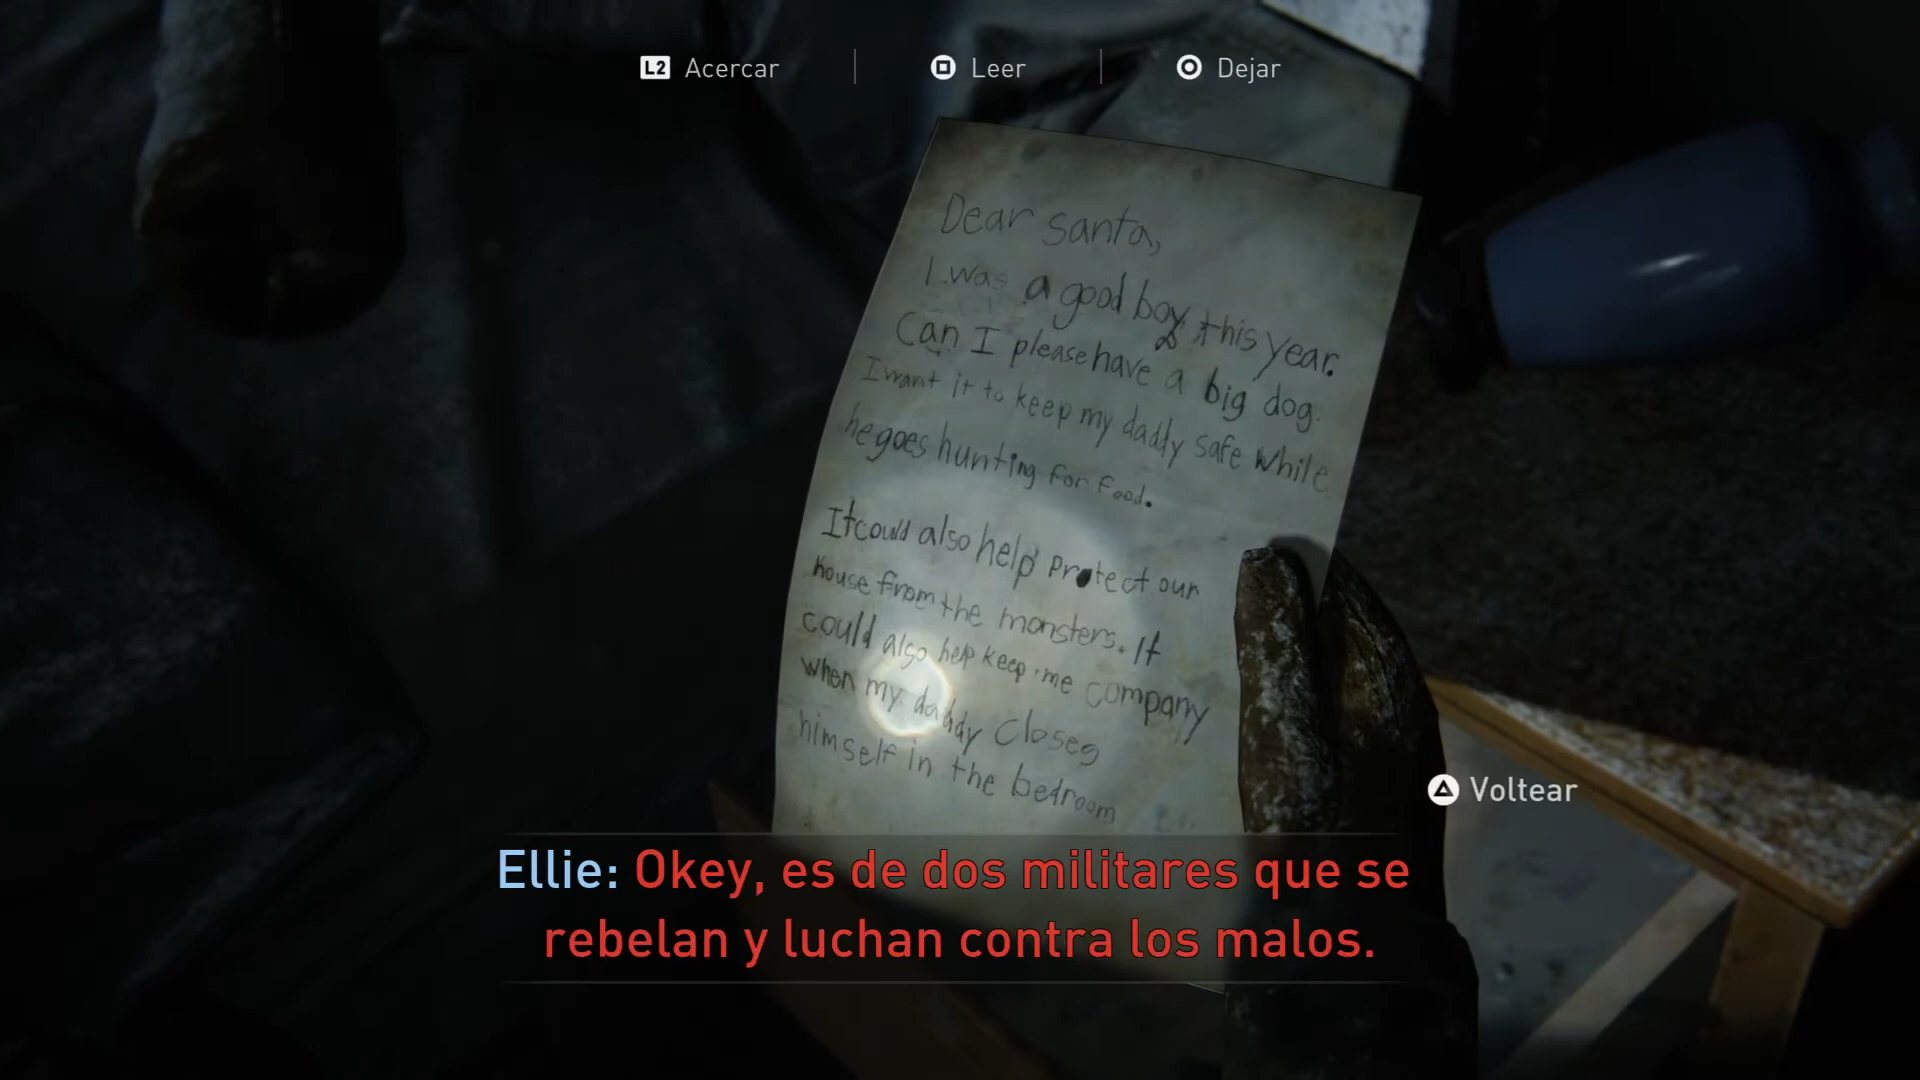 L2 Acercar
Leer
Dejar
Dear santa,
I was a good boy this year.
Can I please have a big dog.
I want it to keep my daddy safe while
he goes hunting for food.
It could also help protect our
house from the monsters. It
could also help keep me company
when my daddy closes
himself in the bedroom
Voltear
Ellie: Okey, es de dos militares que se
rebelan y luchan contra los malos.